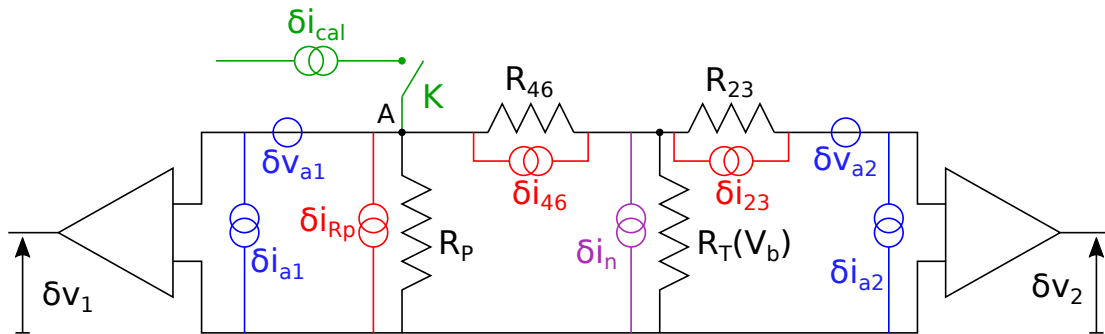 δi_cal
K
A
R_46
R_23
δv_a1
δi_46
δi_23
δv_a2
δi_a1
δi_Rp
R_P
δi_n
R_T(V_b)
δi_a2
δv_1
δv_2